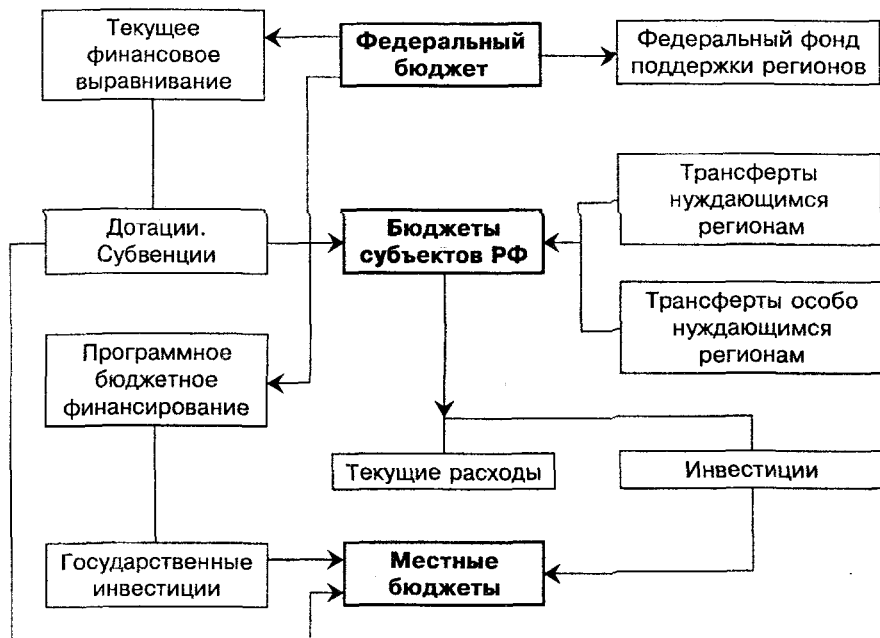 Текущее
финансовое
выравнивание
Федеральный
бюджет
Федеральный фонд
поддержки регионов
Дотации.
Субвенции
Бюджеты
субъектов РФ
Трансферты
нуждающимся
регионам
Трансферты особо
нуждающимся
регионам
Программное
бюджетное
финансирование
Текущие расходы
Инвестиции
Государственные
инвестиции
Местные
бюджеты